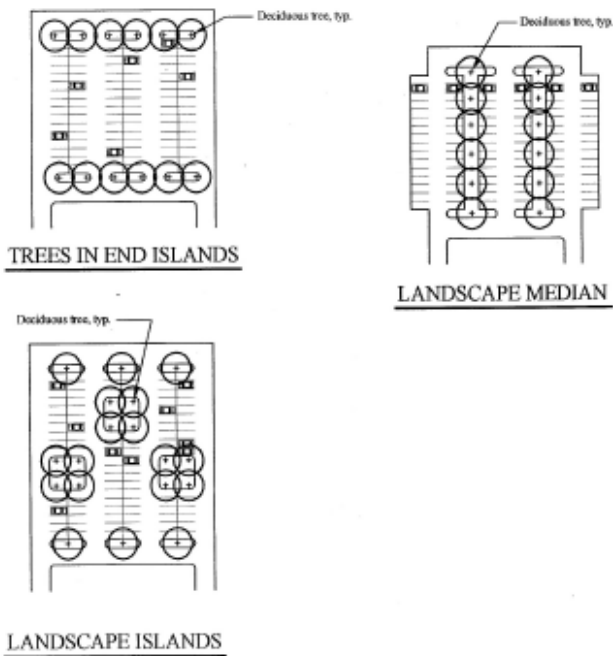 Deciduous tree, typ.
TREES IN END ISLANDS
Deciduous tree, typ.
LANDSCAPE MEDIAN
Deciduous tree, typ.
LANDSCAPE ISLANDS